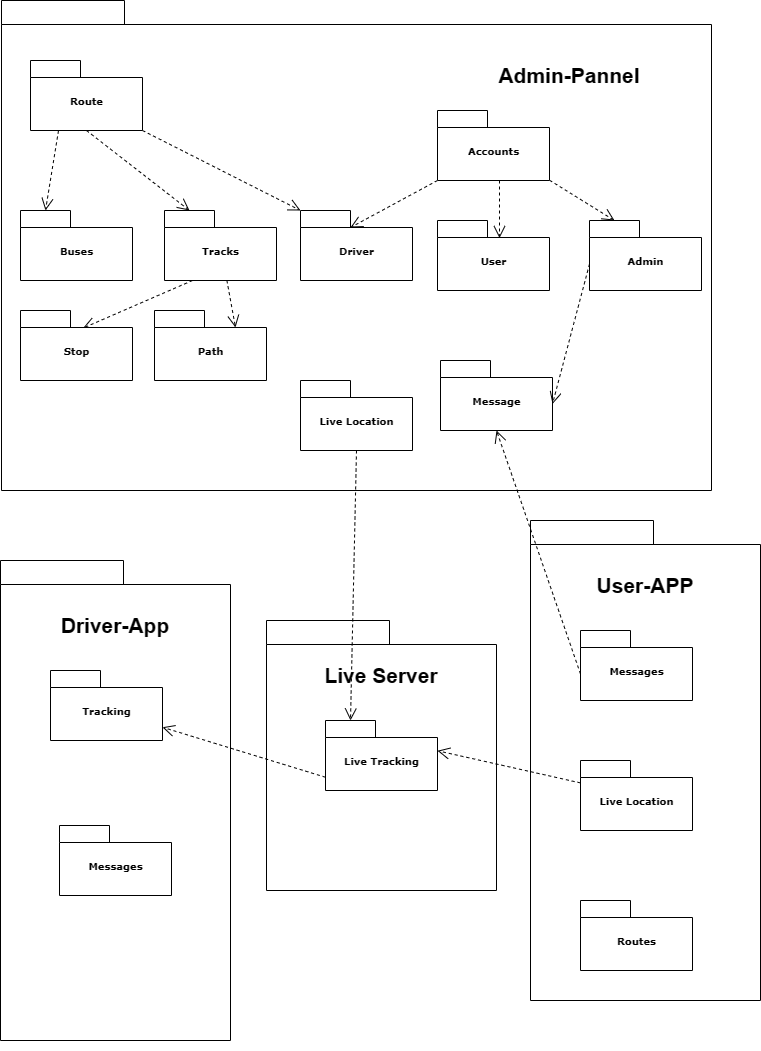 Admin-Pannel
Route
Accounts
Buses
Tracks
Driver
User
Admin
Stop
Path
Live Location
Message
Driver-App
Tracking
Messages
Live Server
Live Tracking
User-APP
Messages
Live Location
Routes